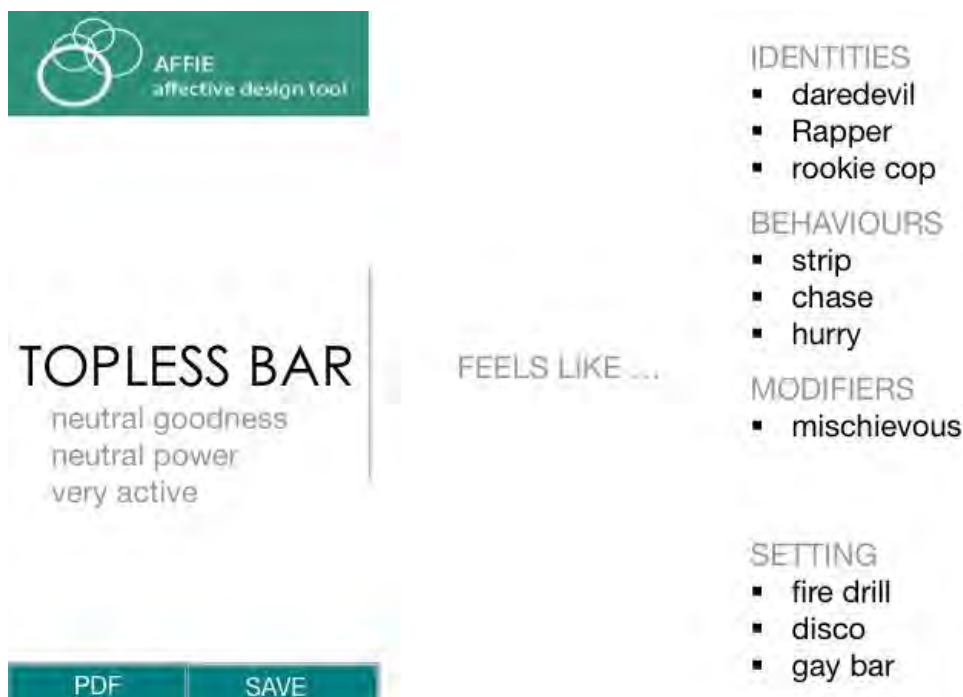 AFFIE
affective design tool
TOPLESS BAR
neutral goodness
neutral power
very active
PDF
SAVE
FEELS LIKE ...
IDENTITIES
▪ daredevil
▪ Rapper
▪ rookie cop
BEHAVIOURS
▪ strip
▪ chase
▪ hurry
MODIFIERS
▪ mischievous
SETTING
▪ fire drill
▪ disco
▪ gay bar